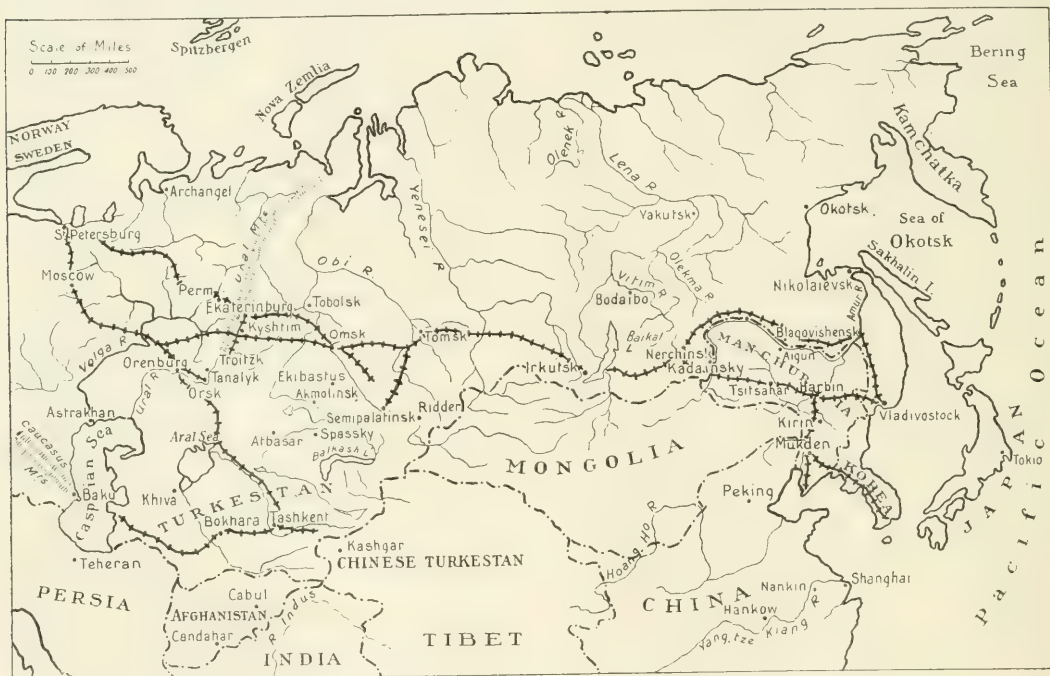 Scale of Miles
0 100 200 300 400 500
Spitzbergen
Nova Zemlia
Bering
Sea
NORWAY
SWEDEN
Archangel
Ural Mts
Obi R
Yenesei R
Olenek R
Lena R
Yakutsk
Okotsk
Kamchatka
Sea of
Okotsk
Sakhalin I.
Nikolaievsk
Amur R
St Petersburg
Moscow
Perm
Ekaterinburg
Tobolsk
Kyshtim
Omsk
Tomsk
Vitim R
Olekma R
Bodaibo
Baikal
L
Blagovishensk
Aigun
Nerchinsk
Kadainsky
MANCHURIA
Volga R
Orenburg
Troitzk
Tanalyk
Orsk
Ural R
Ekibastus
Akmolinsk
Semipalatinsk
Ridder
Irkutsk
Tsitsahar
Harbin
Vladivostock
Kirin
Mukden
Astrakhan
Caucasus
Mts
Caspian Sea
Aral Sea
Atbasar
Spassky
Balkash L
MONGOLIA
KOREA
Tokio
JAPAN
Pacific Ocean
Baku
Khiva
TURKESTAN
Bokhara
Tashkent
Peking
Teheran
Kashgar
CHINESE TURKESTAN
Hoang Ho R
PERSIA
Cabul
AFGHANISTAN
Candahar
R Indus
INDIA
TIBET
CHINA
Nankin
Shanghai
Hankow
Yang-tze Kiang R